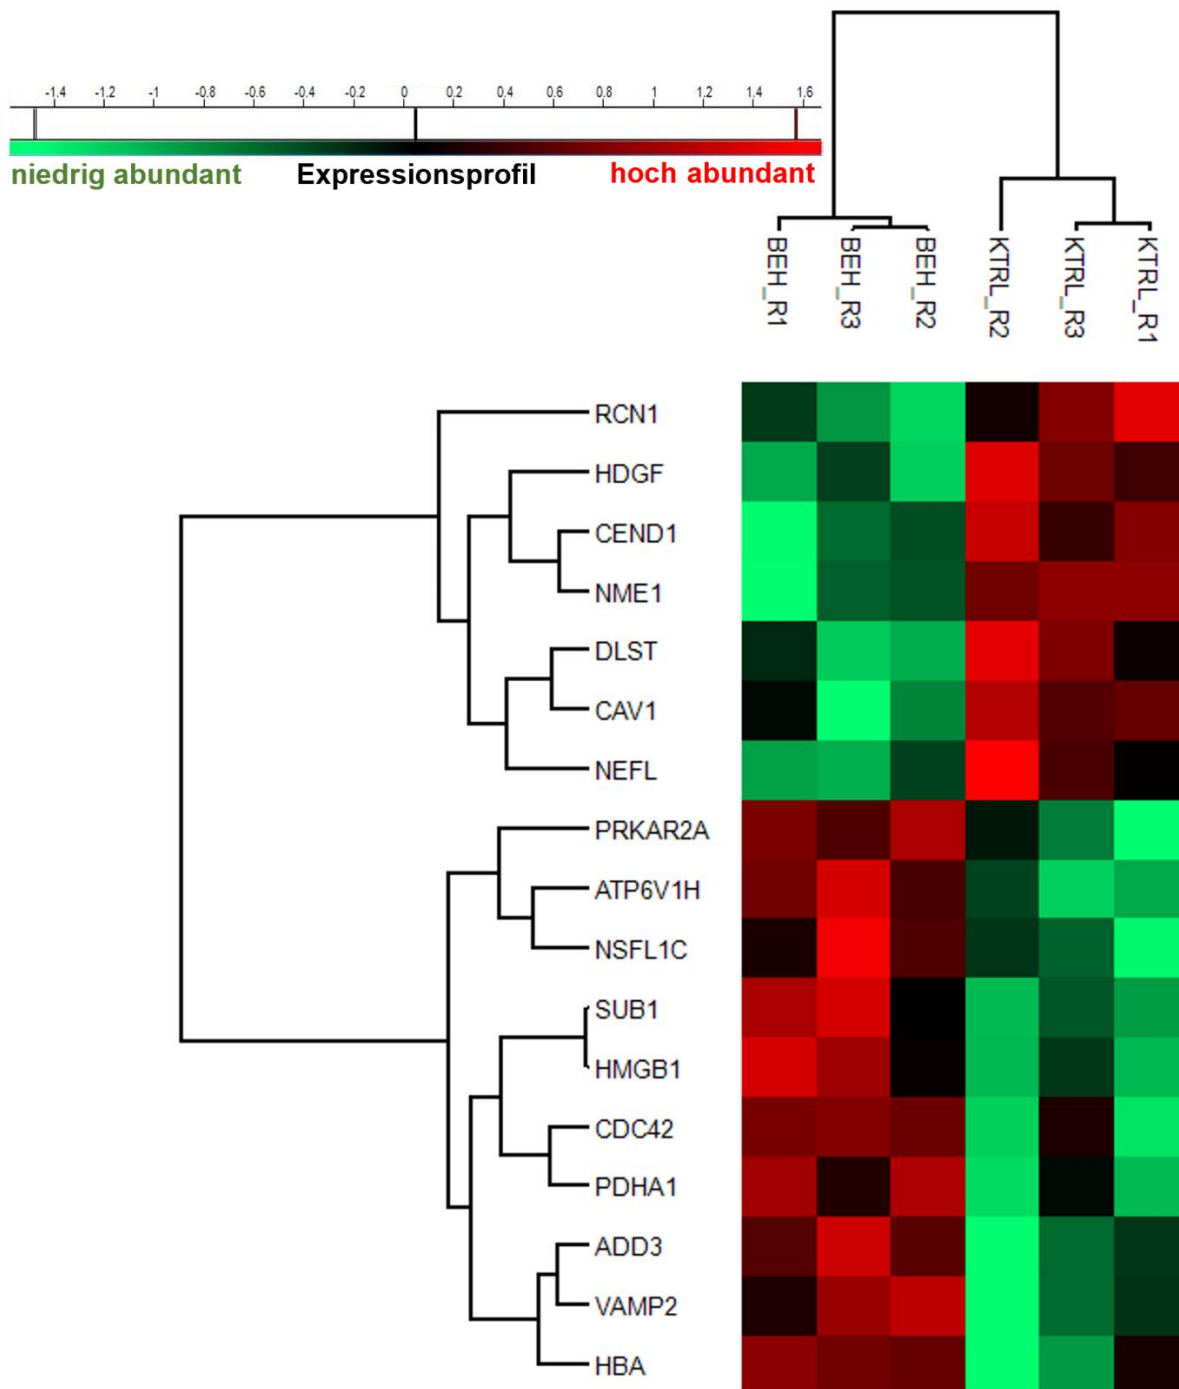 -1.4 -1.2 -1 -0.8 -0.6 -0.4 -0.2 0 0.2 0.4 0.6 0.8 1 1.2 1.4 1.6
niedrig abundant Expressionsprofil hoch abundant
BEH_R1
BEH_R3
BEH_R2
KTRL_R2
KTRL_R3
KTRL_R1
RCN1
HDGF
CEND1
NME1
DLST
CAV1
NEFL
PRKAR2A
ATP6V1H
NSFL1C
SUB1
HMGB1
CDC42
PDHA1
ADD3
VAMP2
HBA